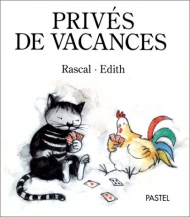 PRIVÉS
DE VACANCES
Rascal · Edith
PASTEL